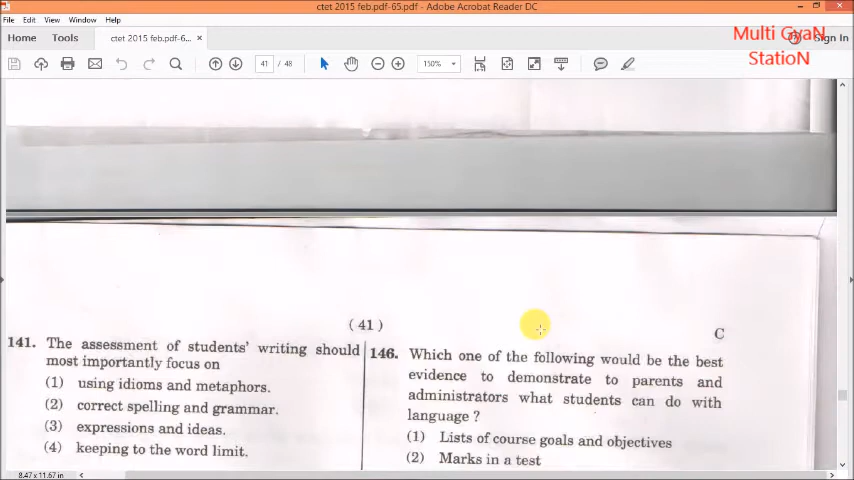 ctet 2015 feb.pdf-65.pdf - Adobe Acrobat Reader DC
File Edit View Window Help
Home Tools ctet 2015 feb.pdf-6... × Sign In
Multi GyaN
StatioN
41 / 48 150%
( 41 )
C
141. The assessment of students' writing should
most importantly focus on
(1) using idioms and metaphors.
(2) correct spelling and grammar.
(3) expressions and ideas.
(4) keeping to the word limit.
146. Which one of the following would be the best
evidence to demonstrate to parents and
administrators what students can do with
language ?
(1) Lists of course goals and objectives
(2) Marks in a test
8.47 x 11.67 in